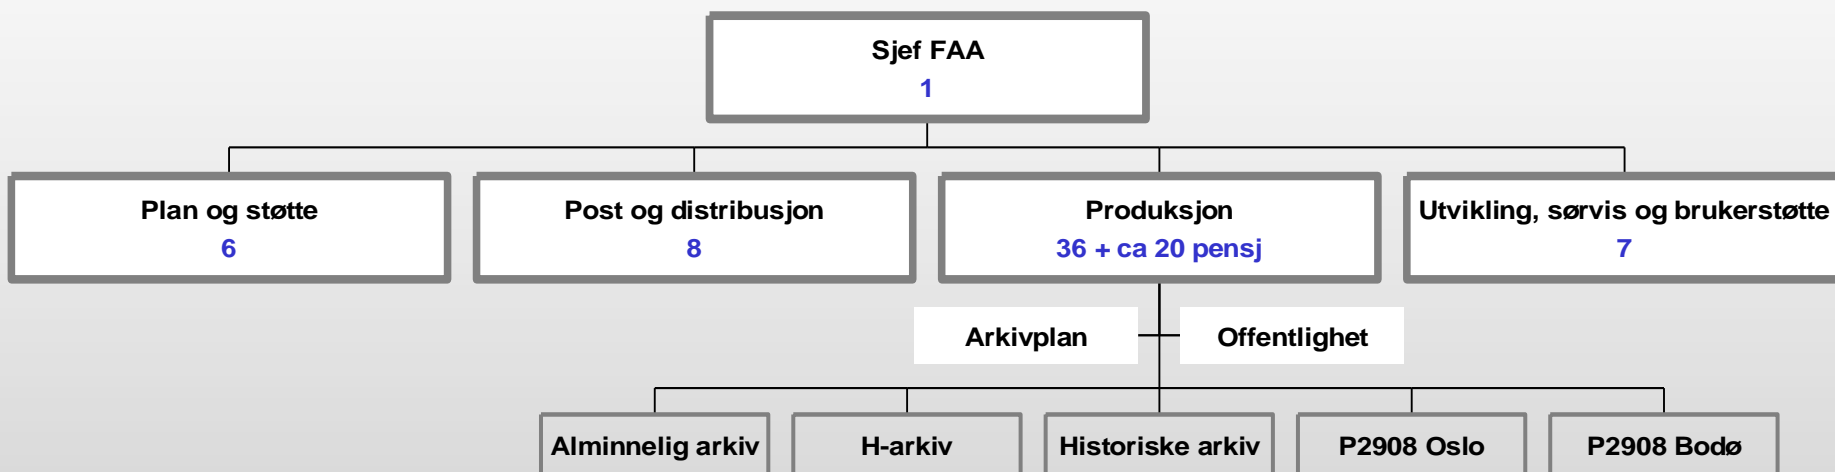 Sjef FAA
1
Plan og støtte
6
Post og distribusjon
8
Produksjon
36 + ca 20 pensj
Utvikling, sørvis og brukerstøtte
7
Arkivplan
Offentlighet
Alminnelig arkiv
H-arkiv
Historiske arkiv
P2908 Oslo
P2908 Bodø